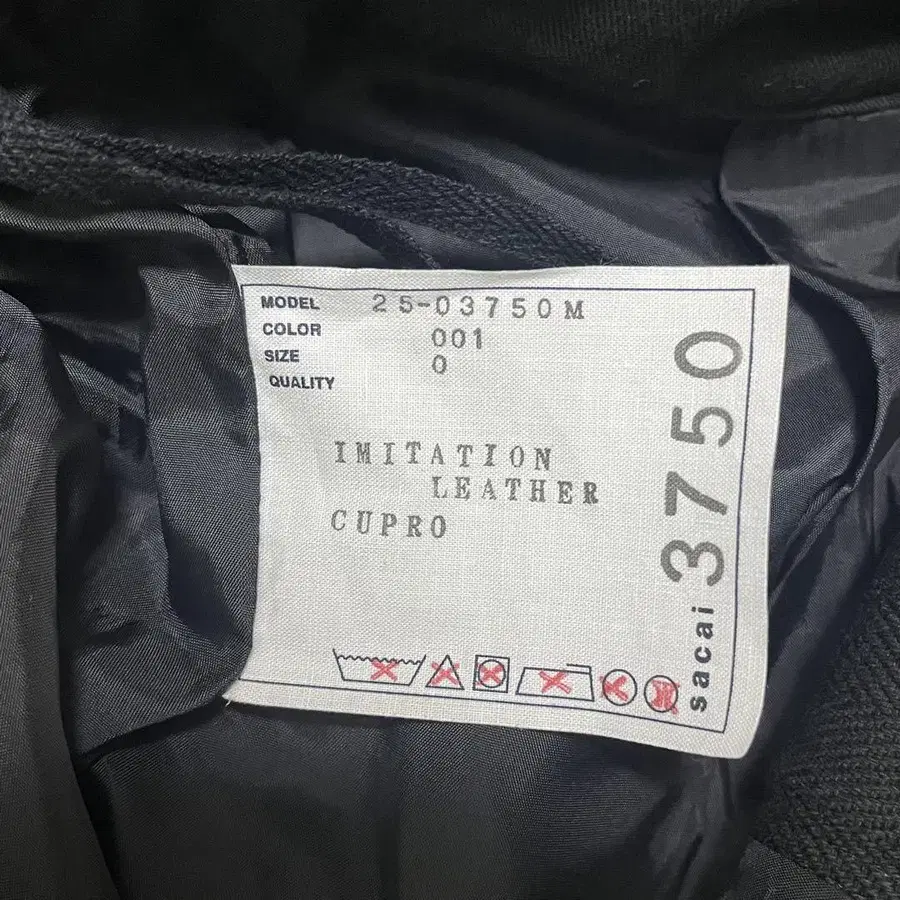 MODEL 25-03750M
COLOR 001
SIZE 0
QUALITY
IMITATION
LEATHER
CUPRO
sacai 3750